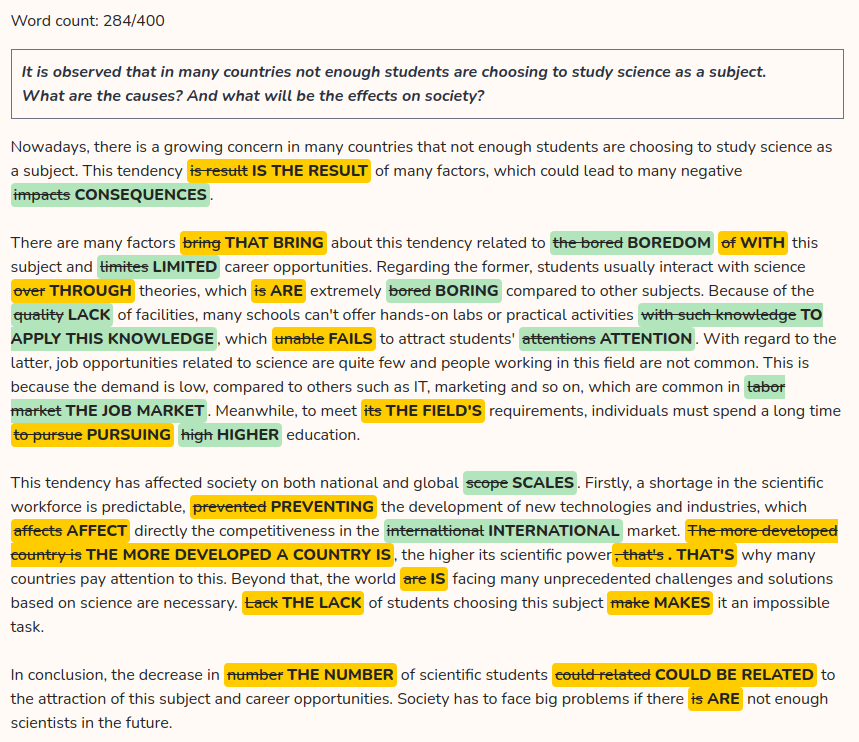 Word count: 284/400
It is observed that in many countries not enough students are choosing to study science as a subject.
What are the causes? And what will be the effects on society?
Nowadays, there is a growing concern in many countries that not enough students are choosing to study science as
a subject. This tendency is result IS THE RESULT of many factors, which could lead to many negative
impacts CONSEQUENCES.
There are many factors bring THAT BRING about this tendency related to the bored BOREDOM of WITH this
subject and limites LIMITED career opportunities. Regarding the former, students usually interact with science
over THROUGH theories, which is ARE extremely bored BORING compared to other subjects. Because of the
quality LACK of facilities, many schools can't offer hands-on labs or practical activities with such knowledge TO
APPLY THIS KNOWLEDGE, which unable FAILS to attract students' attentions ATTENTION. With regard to the
latter, job opportunities related to science are quite few and people working in this field are not common. This is
because the demand is low, compared to others such as IT, marketing and so on, which are common in labor
market THE JOB MARKET. Meanwhile, to meet its THE FIELD'S requirements, individuals must spend a long time
to pursue PURSUING high HIGHER education.
This tendency has affected society on both national and global scope SCALES. Firstly, a shortage in the scientific
workforce is predictable, prevented PREVENTING the development of new technologies and industries, which
affects AFFECT directly the competitiveness in the internaltional INTERNATIONAL market. The more developed
country is THE MORE DEVELOPED A COUNTRY IS, the higher its scientific power, that's . THAT'S why many
countries pay attention to this. Beyond that, the world are IS facing many unprecedented challenges and solutions
based on science are necessary. Lack THE LACK of students choosing this subject make MAKES it an impossible
task.
In conclusion, the decrease in number THE NUMBER of scientific students could related COULD BE RELATED to
the attraction of this subject and career opportunities. Society has to face big problems if there is ARE not enough
scientists in the future.